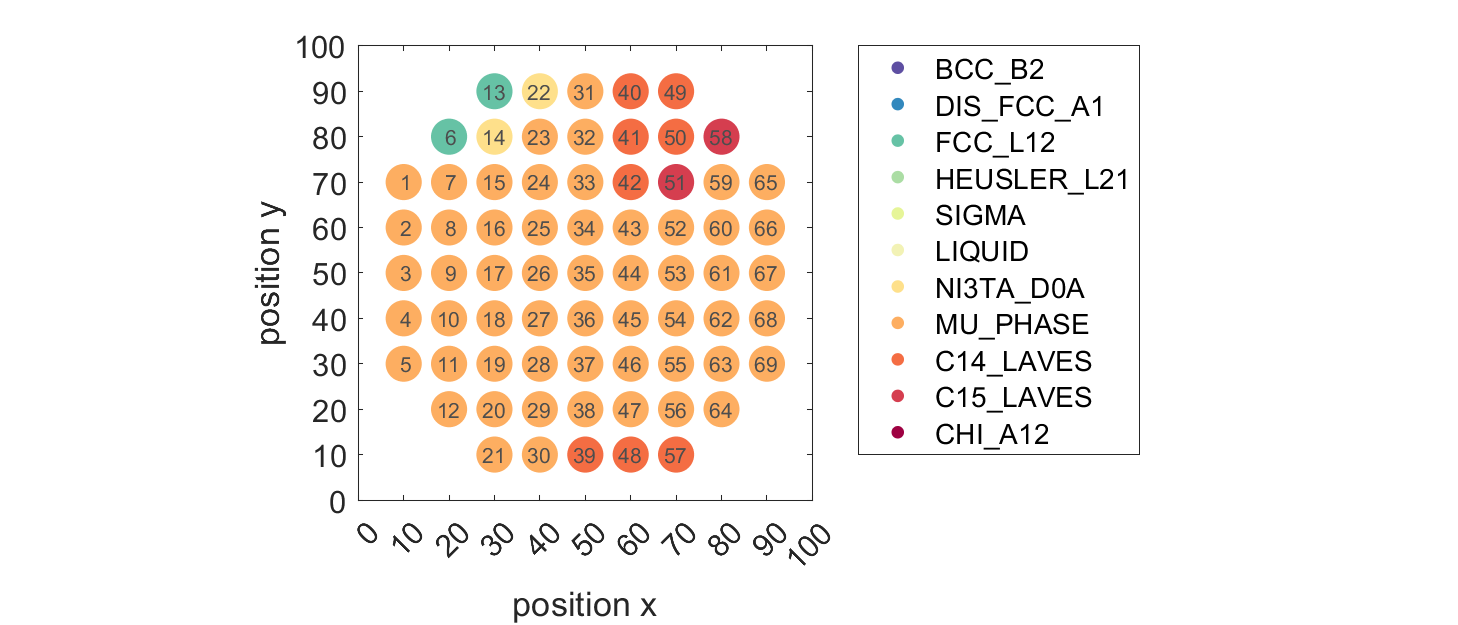 100
90
80
70
60
50
40
30
20
10
0
position y
13 22 31 40 49
6 14 23 32 41 50 58
1 7 15 24 33 42 51 59 65
2 8 16 25 34 43 52 60 66
3 9 17 26 35 44 53 61 67
4 10 18 27 36 45 54 62 68
5 11 19 28 37 46 55 63 69
12 20 29 38 47 56 64
21 30 39 48 57
0 10 20 30 40 50 60 70 80 90 100
position x
BCC_B2
DIS_FCC_A1
FCC_L12
HEUSLER_L21
SIGMA
LIQUID
NI3TA_D0A
MU_PHASE
C14_LAVES
C15_LAVES
CHI_A12